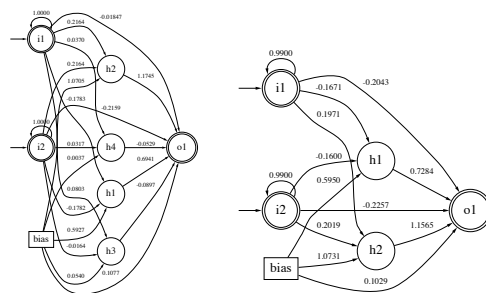 1.0000
-0.01847
i1
0.2164
0.0370
0.2164
h2
1.0705
1.1745
-0.1783
-0.2159
1.0000
i2
0.0317
h4
-0.0529
o1
0.0037
0.6941
0.0803
-0.0897
-0.1782
h1
0.5927
bias
-0.0164
h3
0.0540
0.1077
0.9900
i1
-0.2043
-0.1671
0.1971
-0.1600
h1
0.9900
0.5950
0.7284
i2
-0.2257
o1
0.2019
h2
1.1565
bias
1.0731
0.1029